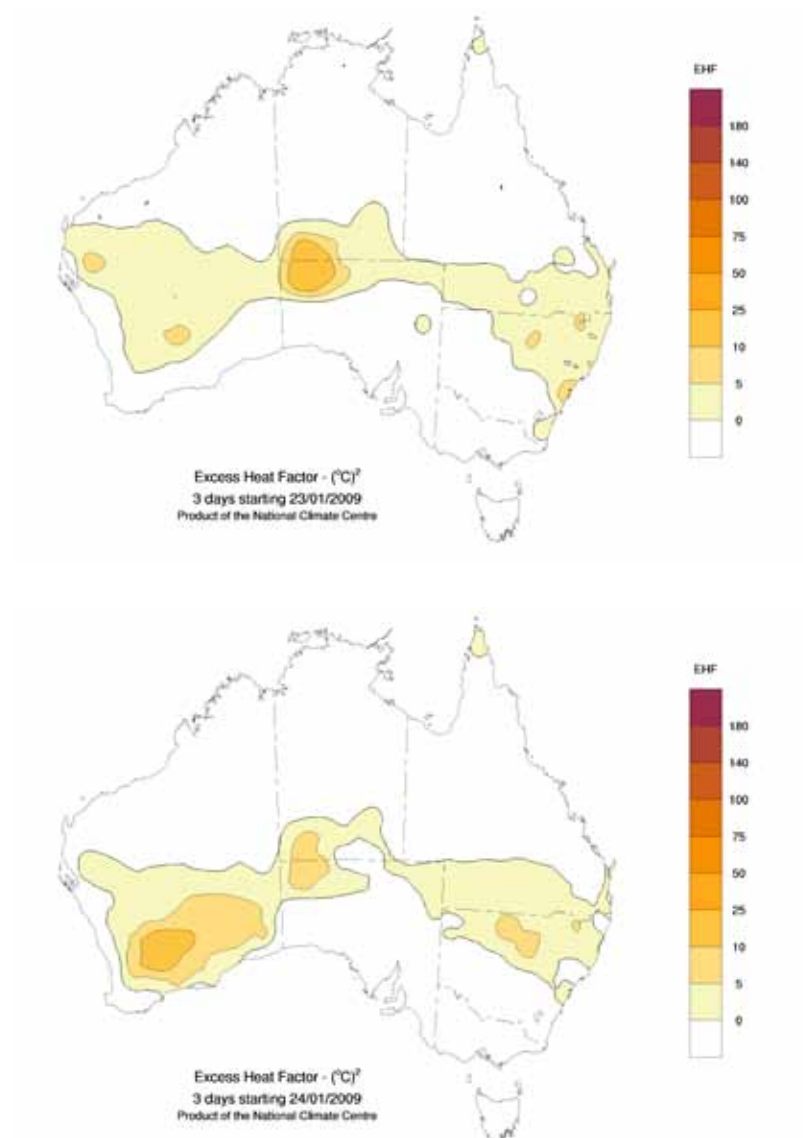 EHF
180
140
100
75
50
25
10
5
0
Excess Heat Factor - (°C)²
3 days starting 23/01/2009
Product of the National Climate Centre
EHF
180
140
100
75
50
25
10
5
0
Excess Heat Factor - (°C)²
3 days starting 24/01/2009
Product of the National Climate Centre